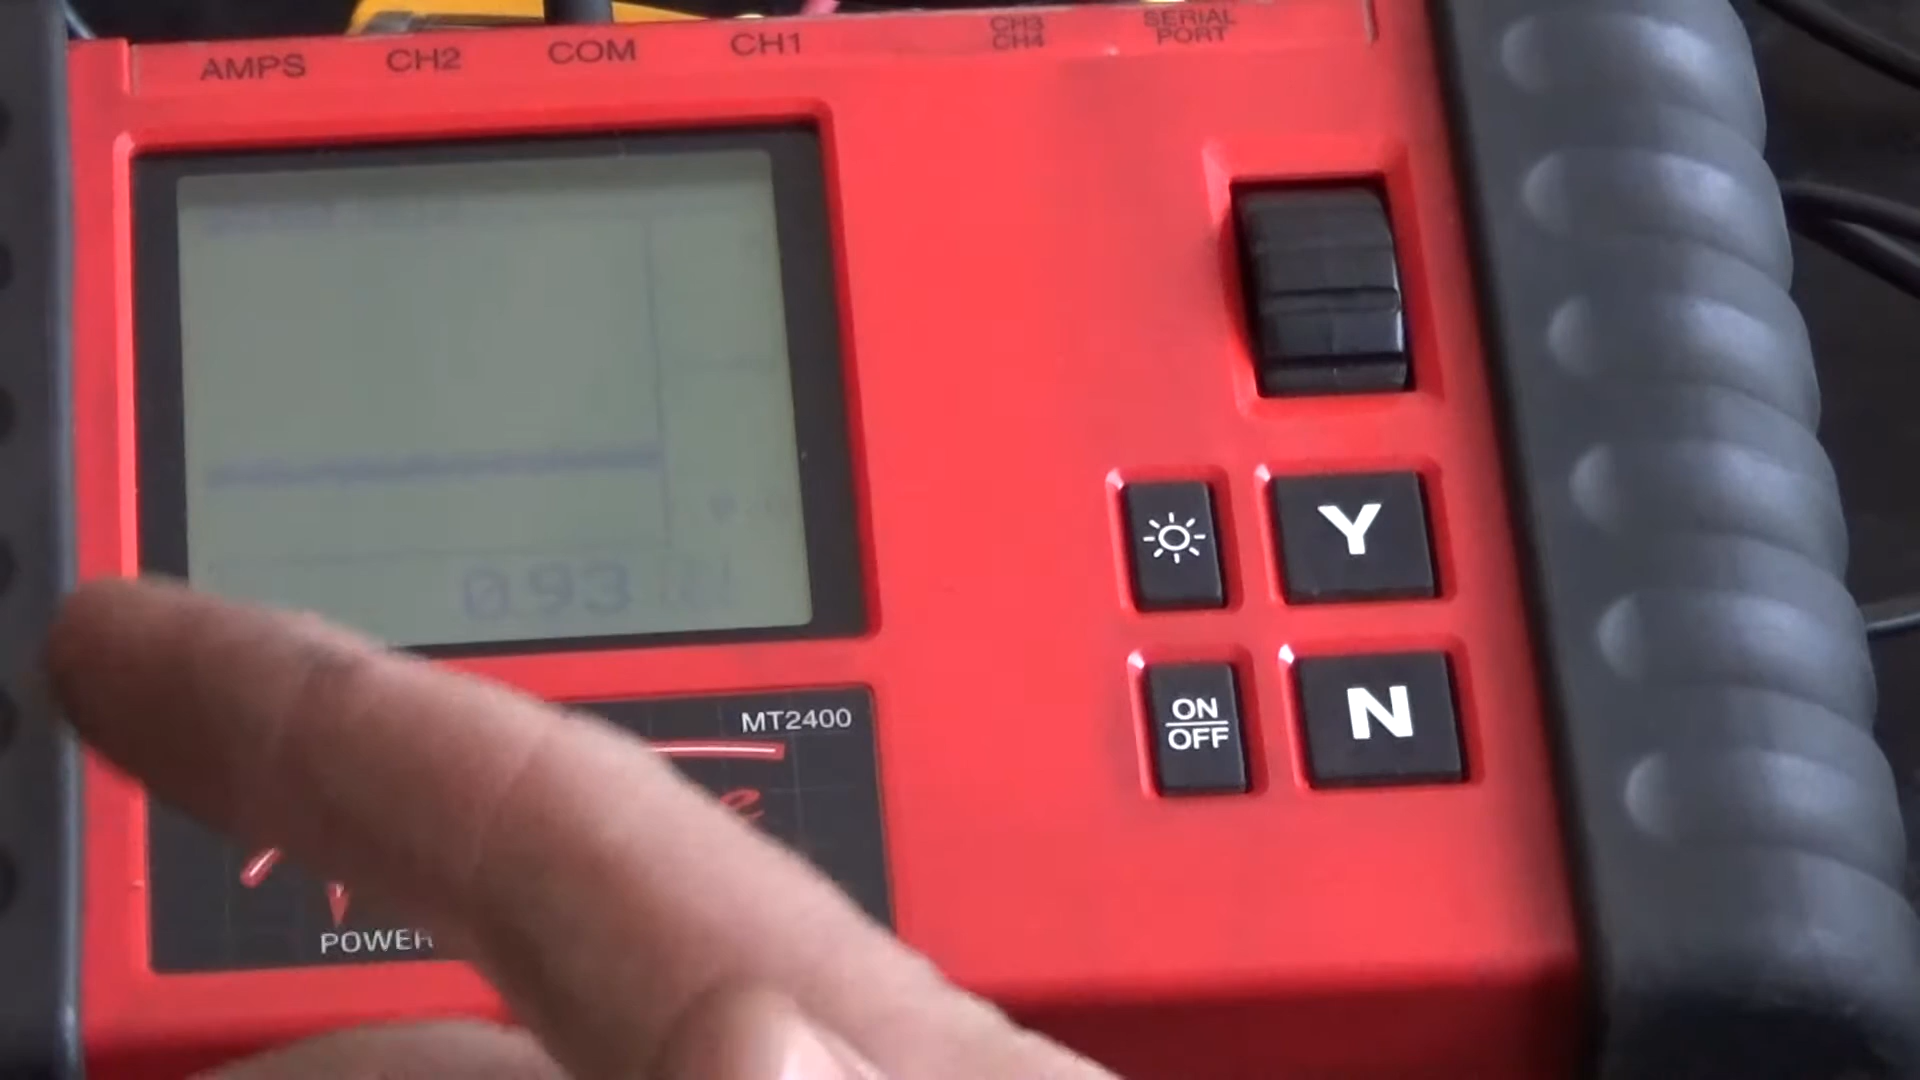 AMPS CH2 COM CH1 CH3 SERIAL
CH4 PORT
0.93
Y
ON
OFF
N
MT2400
POWER